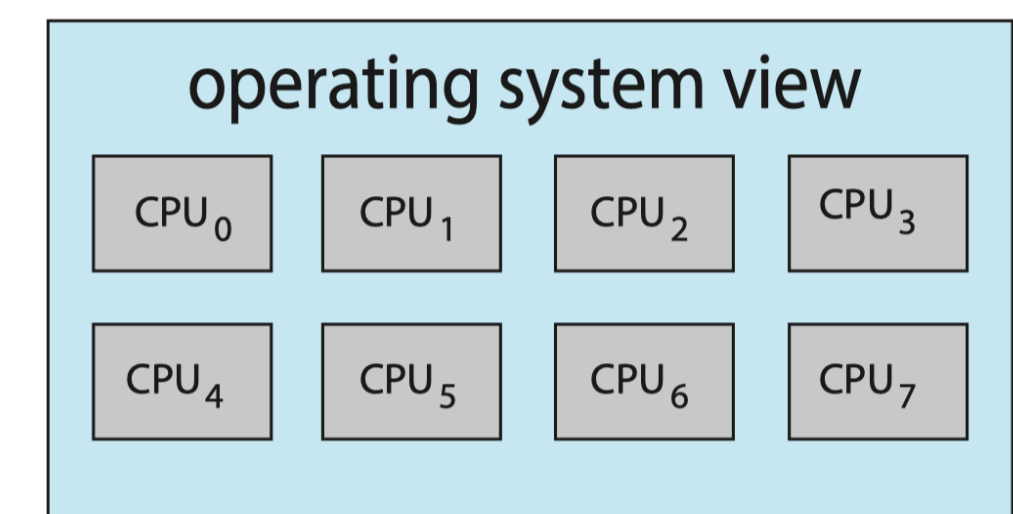 operating system view
CPU₀ CPU₁ CPU₂ CPU₃
CPU₄ CPU₅ CPU₆ CPU₇